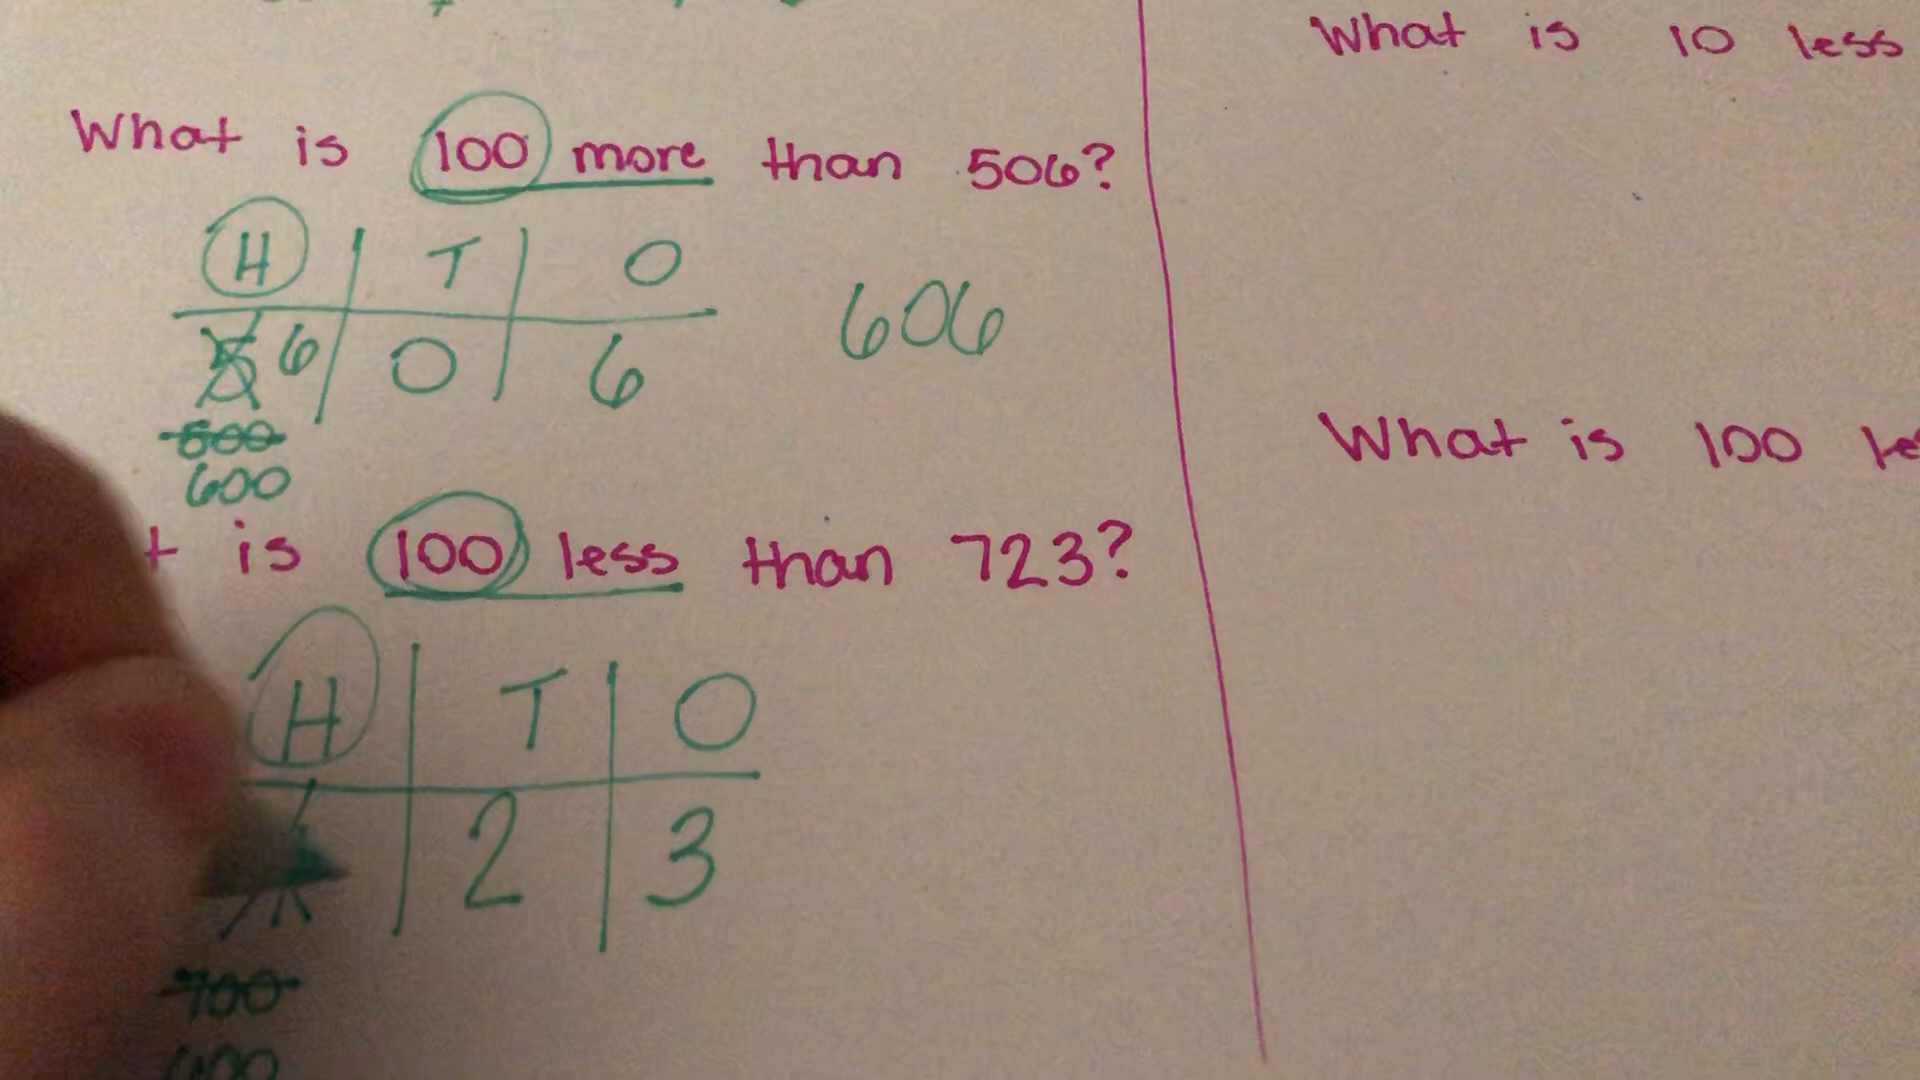 What is 100 more than 506?
H T O
5 6 0 6
606
500
600
is 100 less than 723?
H T O
2 3
700
600
What is 10 less
What is 100